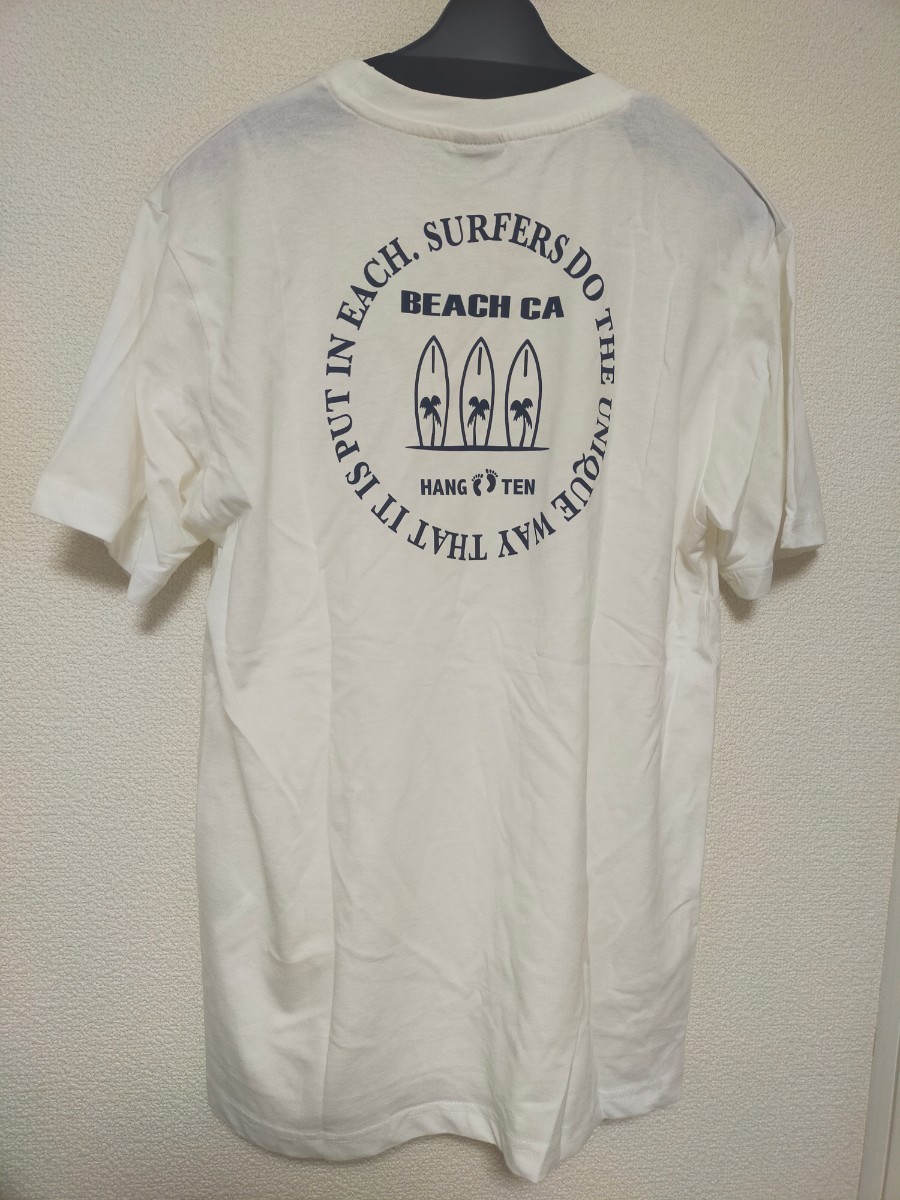 SURFERS DO THE UNIQUE WAY THAT IT IS PUT IN EACH.
BEACH CA
HANG TEN